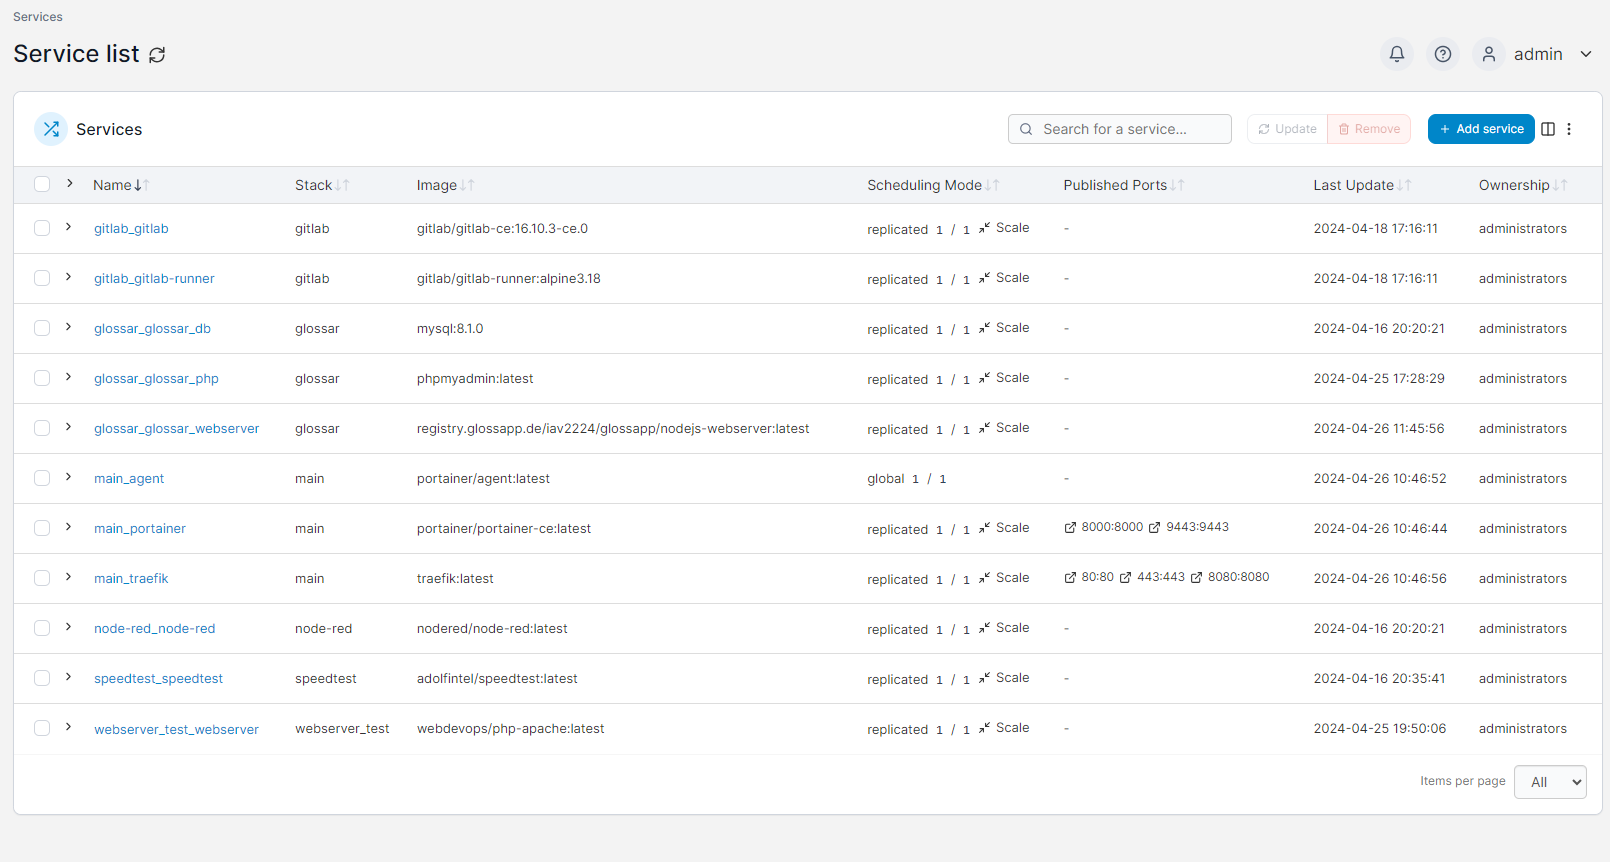 Services
Service list
admin
Services
Search for a service...
Update
Remove
+ Add service
Name Stack Image Scheduling Mode Published Ports Last Update Ownership
gitlab_gitlab gitlab gitlab/gitlab-ce:16.10.3-ce.0 replicated 1 / 1 Scale - 2024-04-18 17:16:11 administrators
gitlab_gitlab-runner gitlab gitlab/gitlab-runner:alpine3.18 replicated 1 / 1 Scale - 2024-04-18 17:16:11 administrators
glossar_glossar_db glossar mysql:8.1.0 replicated 1 / 1 Scale - 2024-04-16 20:20:21 administrators
glossar_glossar_php glossar phpmyadmin:latest replicated 1 / 1 Scale - 2024-04-25 17:28:29 administrators
glossar_glossar_webserver glossar registry.glossapp.de/iav2224/glossapp/nodejs-webserver:latest replicated 1 / 1 Scale - 2024-04-26 11:45:56 administrators
main_agent main portainer/agent:latest global 1 / 1 - 2024-04-26 10:46:52 administrators
main_portainer main portainer/portainer-ce:latest replicated 1 / 1 Scale 8000:8000 9443:9443 2024-04-26 10:46:44 administrators
main_traefik main traefik:latest replicated 1 / 1 Scale 80:80 443:443 8080:8080 2024-04-26 10:46:56 administrators
node-red_node-red node-red nodered/node-red:latest replicated 1 / 1 Scale - 2024-04-16 20:20:21 administrators
speedtest_speedtest speedtest adolfintel/speedtest:latest replicated 1 / 1 Scale - 2024-04-16 20:35:41 administrators
webserver_test_webserver webserver_test webdevops/php-apache:latest replicated 1 / 1 Scale - 2024-04-25 19:50:06 administrators
Items per page All